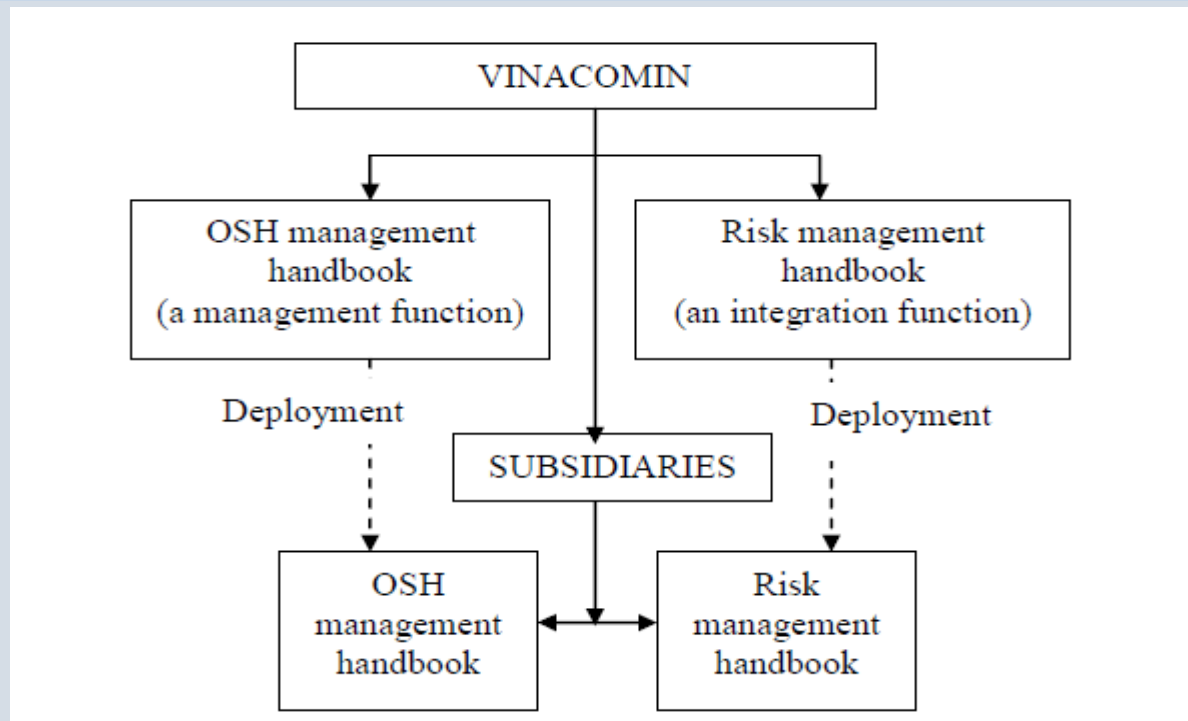 VINACOMIN
OSH management
handbook
(a management function)
Risk management
handbook
(an integration function)
Deployment
Deployment
SUBSIDIARIES
OSH
management
handbook
Risk
management
handbook